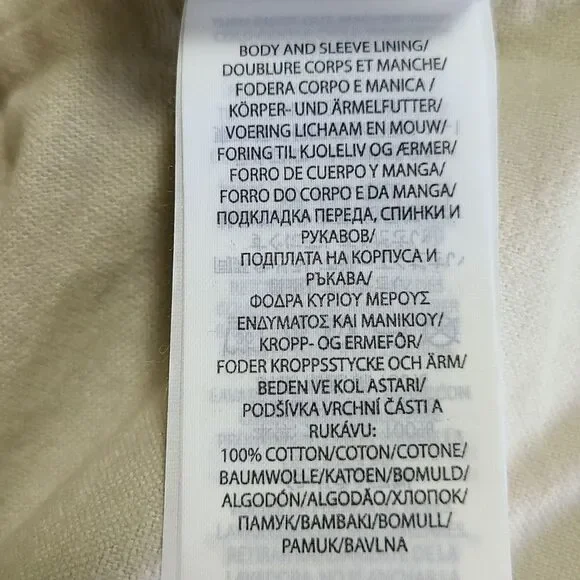 BODY AND SLEEVE LINING/
DOUBLURE CORPS ET MANCHE/
FODERA CORPO E MANICA /
KÖRPER- UND ÄRMELFUTTER/
VOERING LICHAAM EN MOUW/
FORING TIL KJOLELIV OG ÆRMER/
FORRO DE CUERPO Y MANGA/
FORRO DO CORPO E DA MANGA/
ПОДКЛАДКА ПЕРЕДА, СПИНКИ И
РУКАВОВ/
ПОДПЛАТА НА КОРПУСА И
РЪКАВА/
ΦΟΔΡΑ ΚΥΡΙΟΥ ΜΕΡΟΥΣ
ΕΝΔΥΜΑΤΟΣ ΚΑΙ ΜΑΝΙΚΙΟΥ/
KROPP- OG ERMEFÔR/
FODER KROPPSSTYCKE OCH ÄRM/
BEDEN VE KOL ASTARI/
PODŠÍVKA VRCHNÍ ČÁSTI A
RUKÁVU:
100% COTTON/COTON/COTONE/
BAUMWOLLE/KATOEN/BOMULD/
ALGODÓN/ALGODÃO/ХЛОПОК/
ПАМУК/BAMBAKI/BOMULL/
PAMUK/BAVLNA